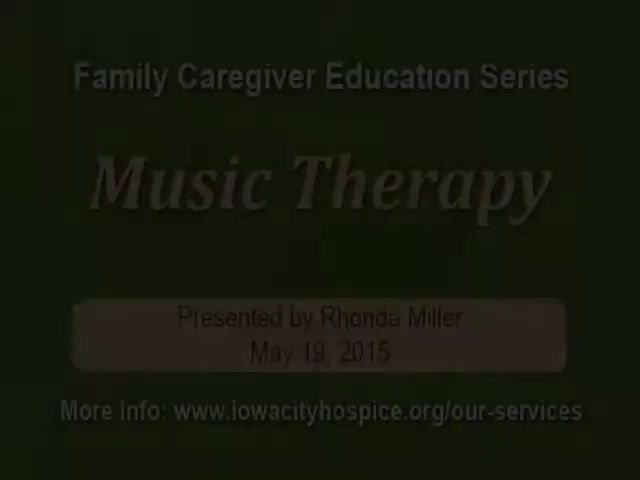 Family Caregiver Education Series
Music Therapy
Presented by Rhonda Miller
May 19, 2015
More info: www.iowacityhospice.org/our-services